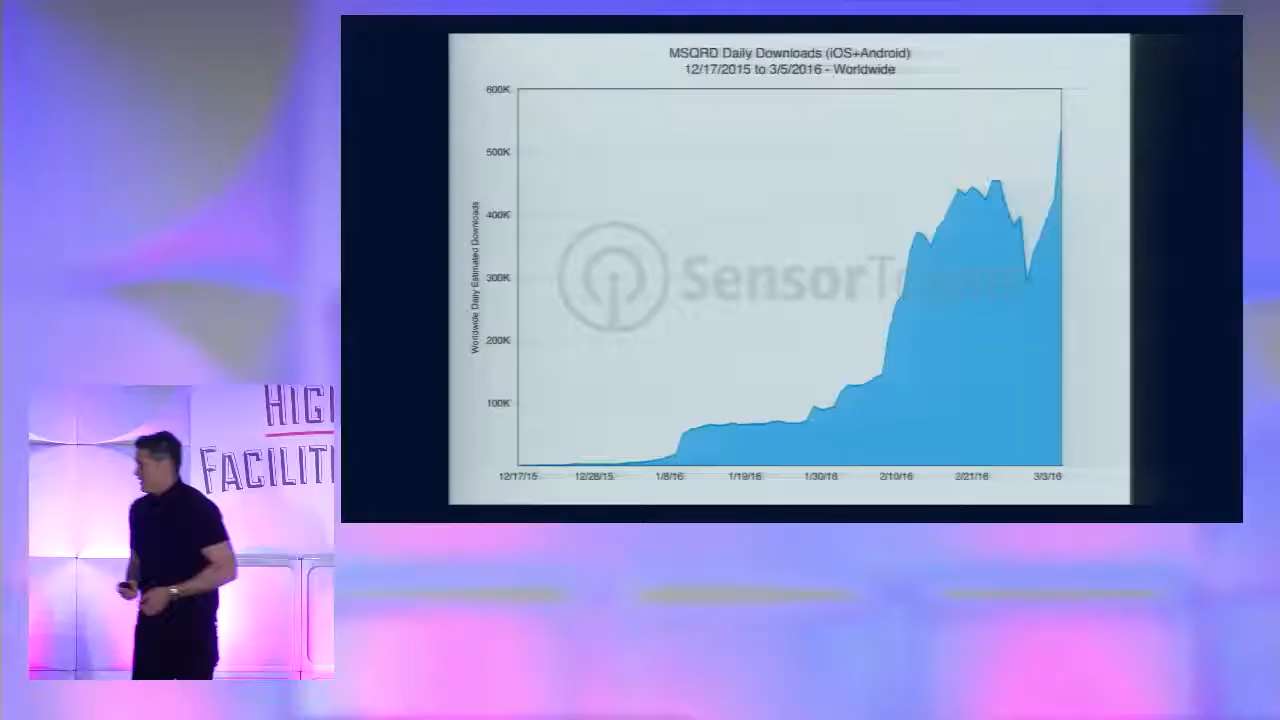 MSQRD Daily Downloads (iOS+Android)
12/17/2015 to 3/5/2016 - Worldwide
Worldwide Daily Estimated Downloads
600K
500K
400K
300K
200K
100K
12/17/15
12/28/15
1/8/16
1/19/16
1/30/16
2/10/16
2/21/16
3/3/16
HIG
FACILITI